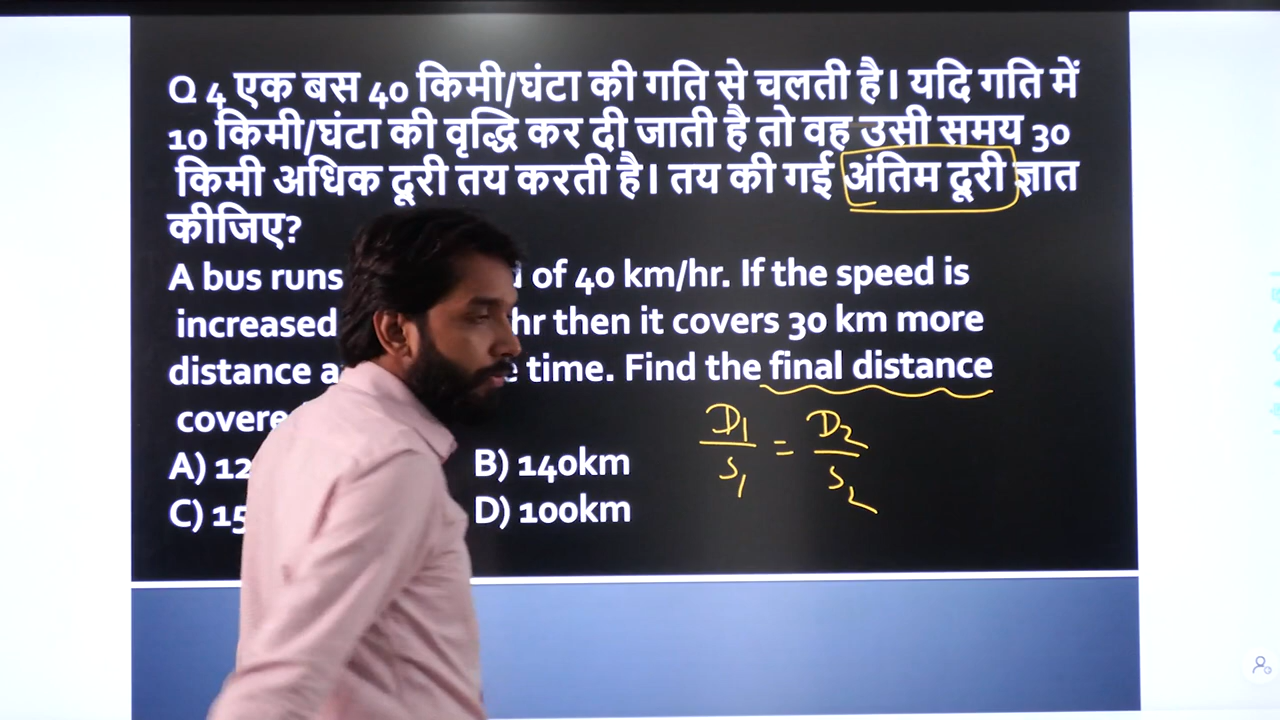 Q 4 एक बस 40 किमी/घंटा की गति से चलती है। यदि गति में
10 किमी/घंटा की वृद्धि कर दी जाती है तो वह उसी समय 30
किमी अधिक दूरी तय करती है। तय की गई अंतिम दूरी ज्ञात
कीजिए?
A bus runs of 40 km/hr. If the speed is
increased hr then it covers 30 km more
distance time. Find the final distance
A) B) 140km
C) D) 100km
D1/S1 = D2/S2